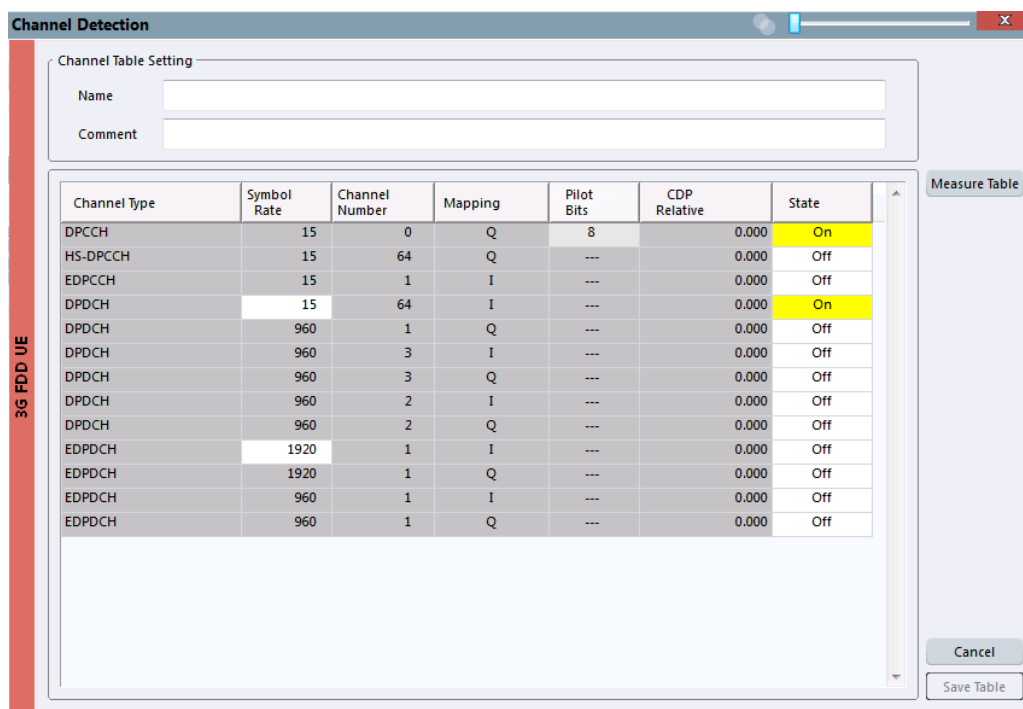 Channel Detection
X
3G FDD UE
Channel Table Setting
Name
Comment
Measure Table
Channel Type Symbol Rate Channel Number Mapping Pilot Bits CDP Relative State
DPCCH 15 0 Q 8 0.000 On
HS-DPCCH 15 64 Q --- 0.000 Off
EDPCCH 15 1 I --- 0.000 Off
DPDCH 15 64 I --- 0.000 On
DPDCH 960 1 Q --- 0.000 Off
DPDCH 960 3 I --- 0.000 Off
DPDCH 960 3 Q --- 0.000 Off
DPDCH 960 2 I --- 0.000 Off
DPDCH 960 2 Q --- 0.000 Off
EDPDCH 1920 1 I --- 0.000 Off
EDPDCH 1920 1 Q --- 0.000 Off
EDPDCH 960 1 I --- 0.000 Off
EDPDCH 960 1 Q --- 0.000 Off
Cancel
Save Table